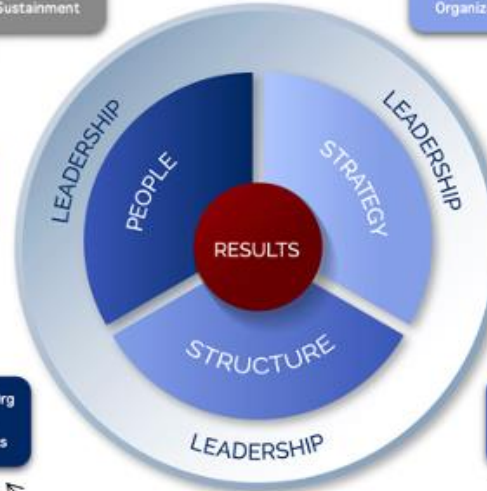 Sustainment
Organiz
LEADERSHIP
LEADERSHIP
PEOPLE
STRATEGY
RESULTS
STRUCTURE
rg
s
LEADERSHIP